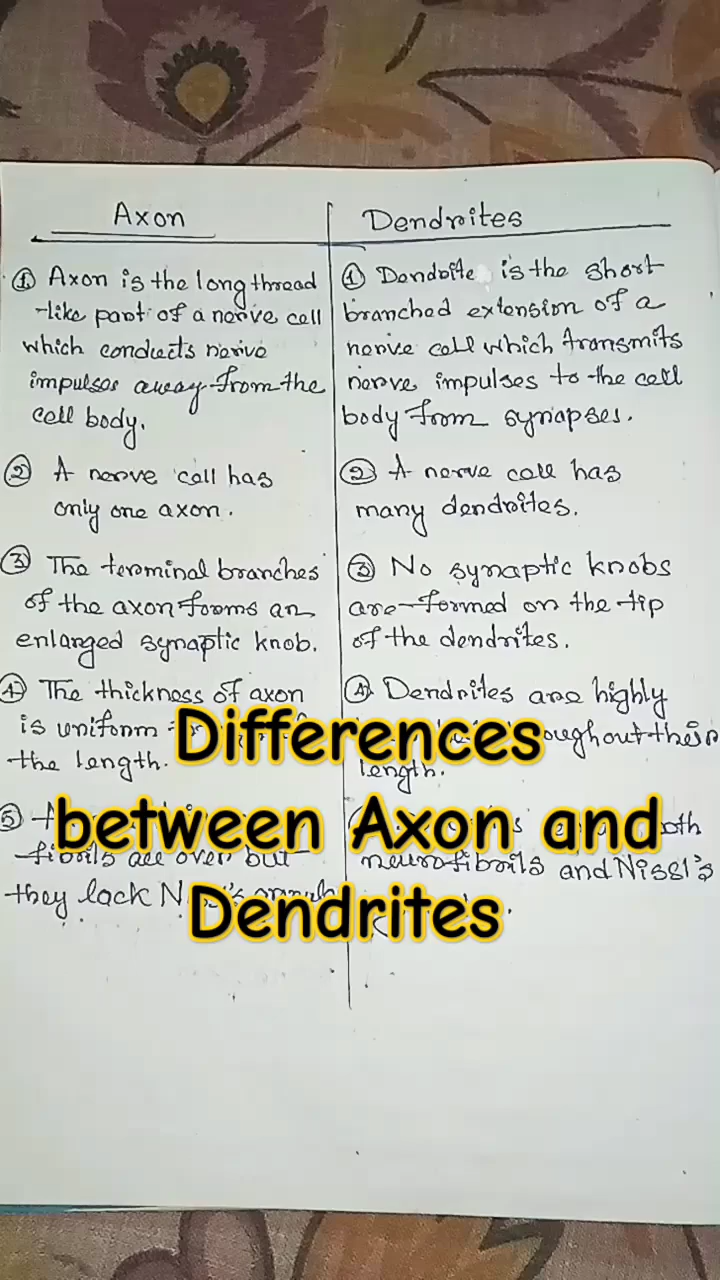 Axon
① Axon is the long thread
-like part of a nerve cell
which conducts nerve
impulses away from the
cell body.
② A nerve cell has
only one axon.
③ The terminal branches
of the axon forms an
enlarged synaptic knob.
④ The thickness of axon
is uniform
the length.
⑤
fibrils all over but
they lack
Dendrites
① Dendrite is the short
branched extension of a
nerve cell which transmits
nerve impulses to the cell
body from synapses.
② A nerve cell has
many dendrites.
③ No synaptic knobs
are formed on the tip
of the dendrites.
④ Dendrites are highly
throughout their
length.
both
neurofibrils and Nissl's
Differences
between Axon and
Dendrites